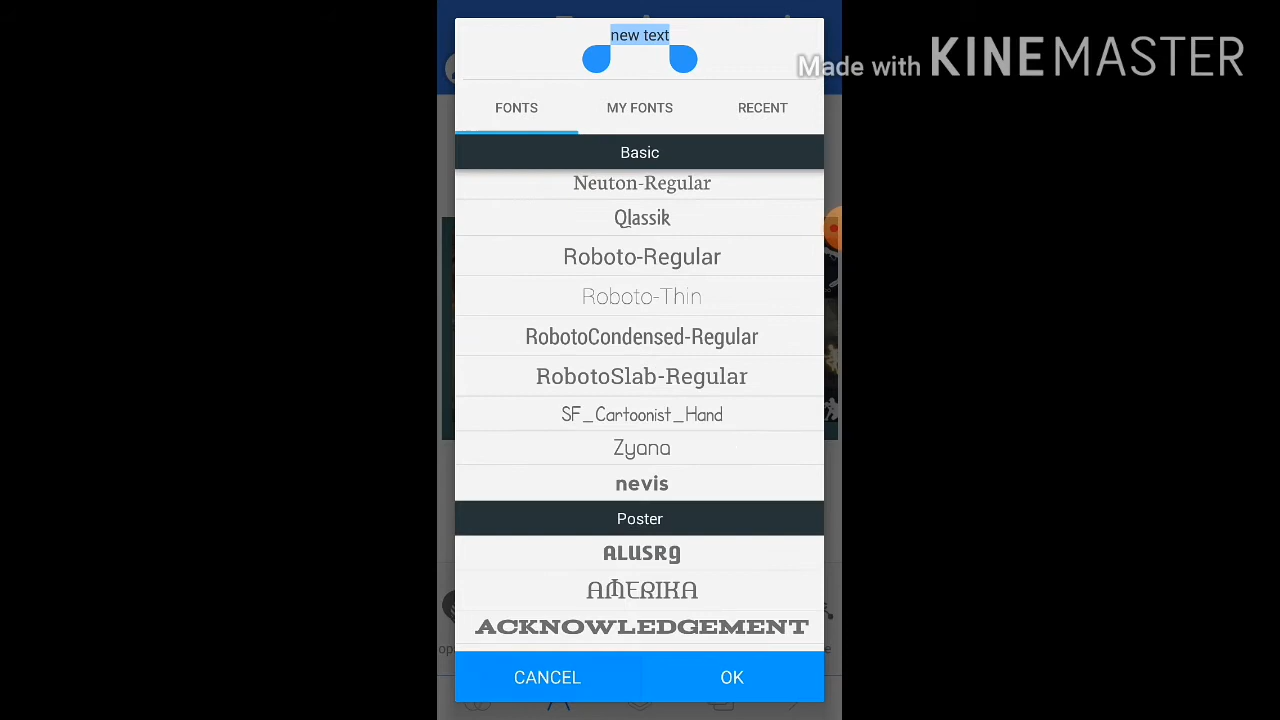 new text
Made with KINEMASTER
FONTS MY FONTS RECENT
Basic
Neuton-Regular
Qlassik
Roboto-Regular
Roboto-Thin
RobotoCondensed-Regular
RobotoSlab-Regular
SF_Cartoonist_Hand
Zyana
nevis
Poster
ALUSRg
AMERIKA
ACKNOWLEDGEMENT
CANCEL OK